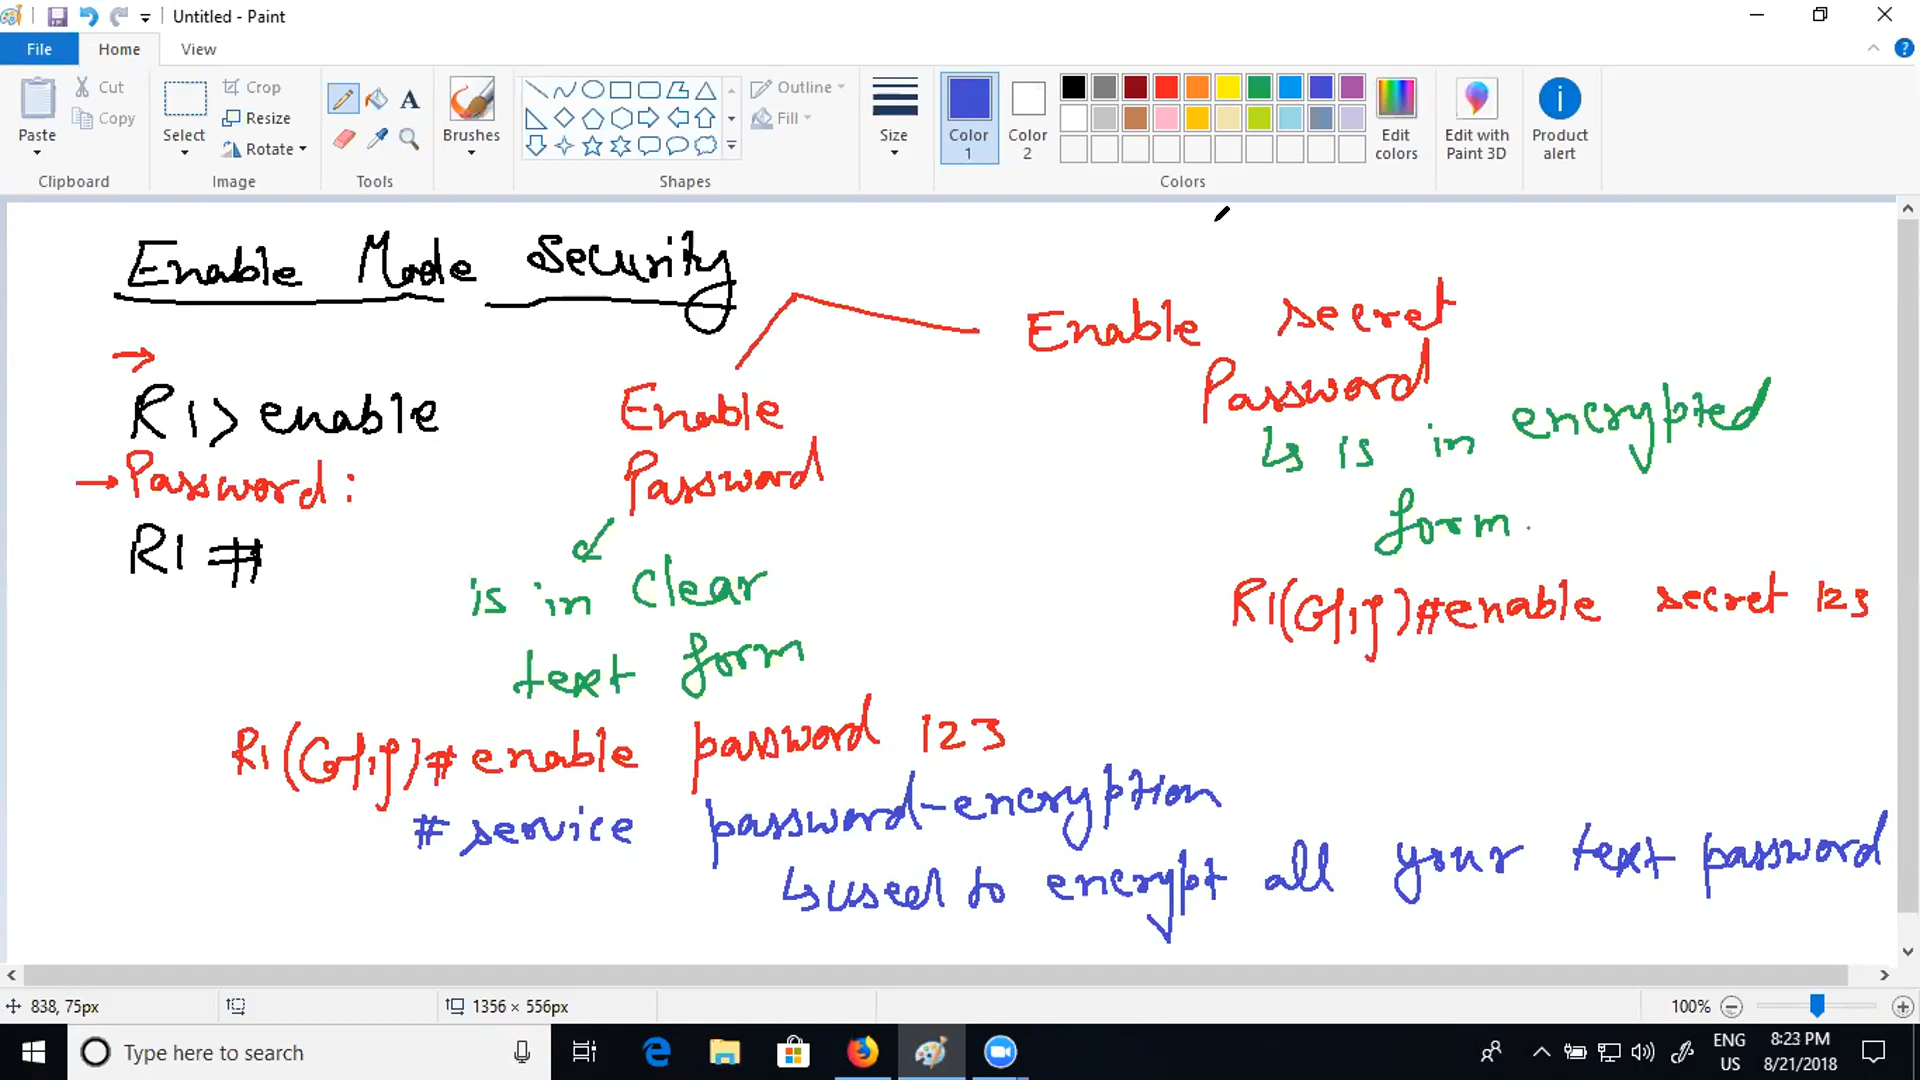 Untitled - Paint
File Home View
Paste Cut Copy Select Crop Resize Rotate Brushes Outline Fill Size Color 1 Color 2 Edit colors Edit with Paint 3D Product alert
Clipboard Image Tools Shapes Colors
Enable Mode Security
Enable secret
Password
is in encrypted
form.
R1(Config)#enable secret 123
R1>enable
Password:
R1#
Enable
Password
is in clear
text form
R1(Config)#enable password 123
#service password-encryption
used to encrypt all your text password
838, 75px 1356 × 556px 100%
Type here to search
ENG US
8:23 PM
8/21/2018